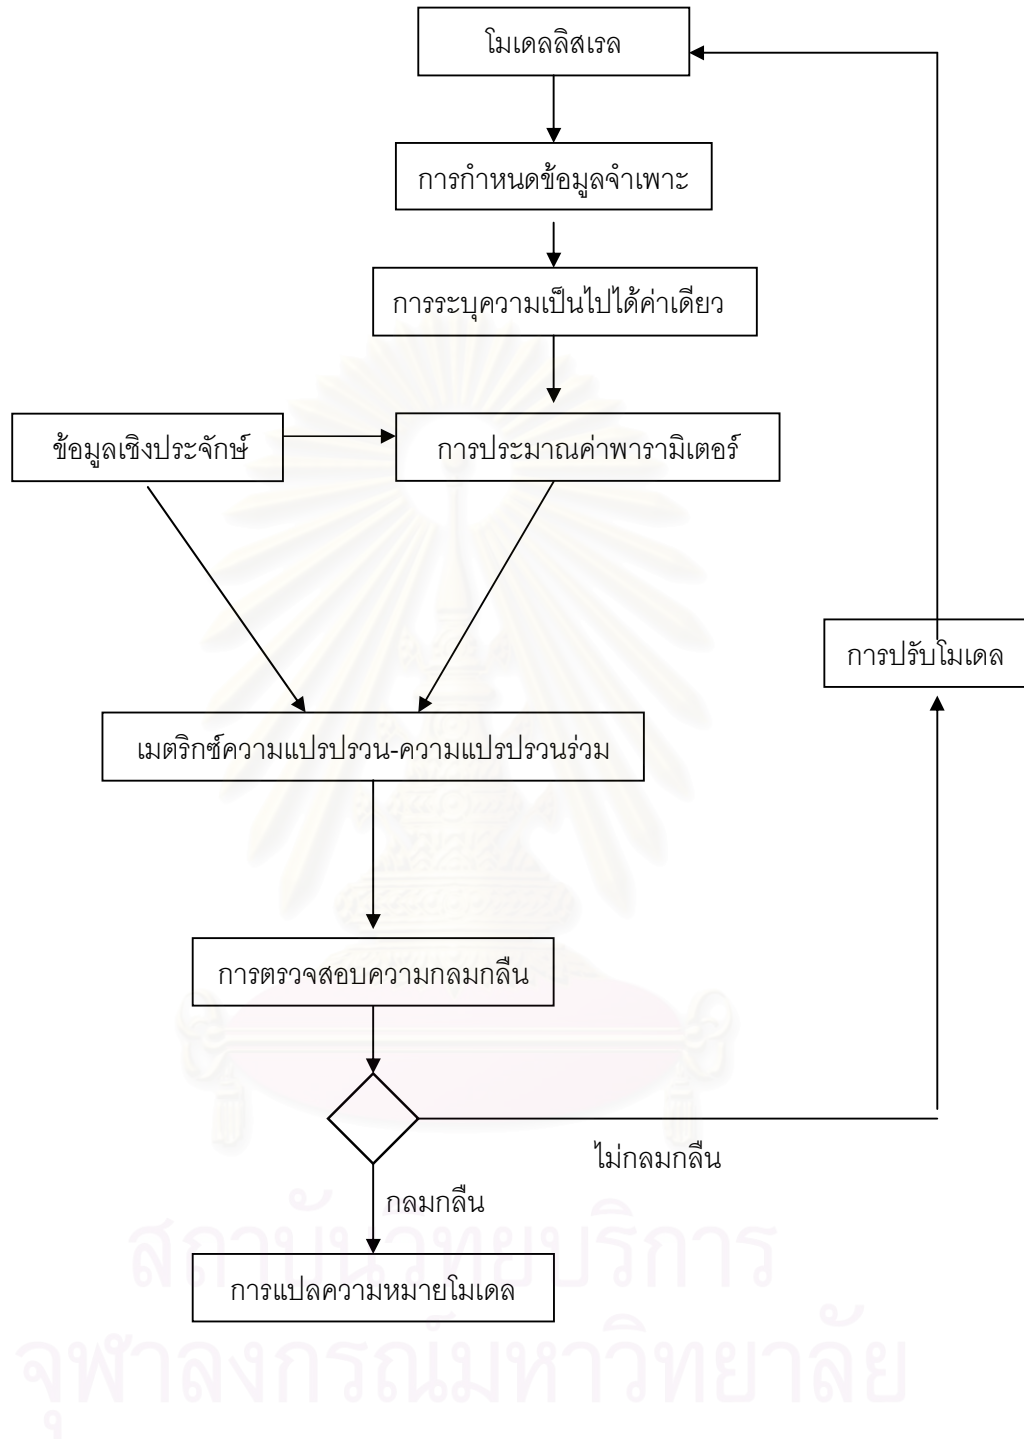 โมเดลลิสเรล
การกำหนดข้อมูลจำเพาะ
การระบุความเป็นไปได้ค่าเดียว
ข้อมูลเชิงประจักษ์
การประมาณค่าพารามิเตอร์
การปรับโมเดล
เมตริกซ์ความแปรปรวน-ความแปรปรวนร่วม
การตรวจสอบความกลมกลืน
ไม่กลมกลืน
กลมกลืน
การแปลความหมายโมเดล
สถาบันวิทยบริการ
จุฬาลงกรณ์มหาวิทยาลัย